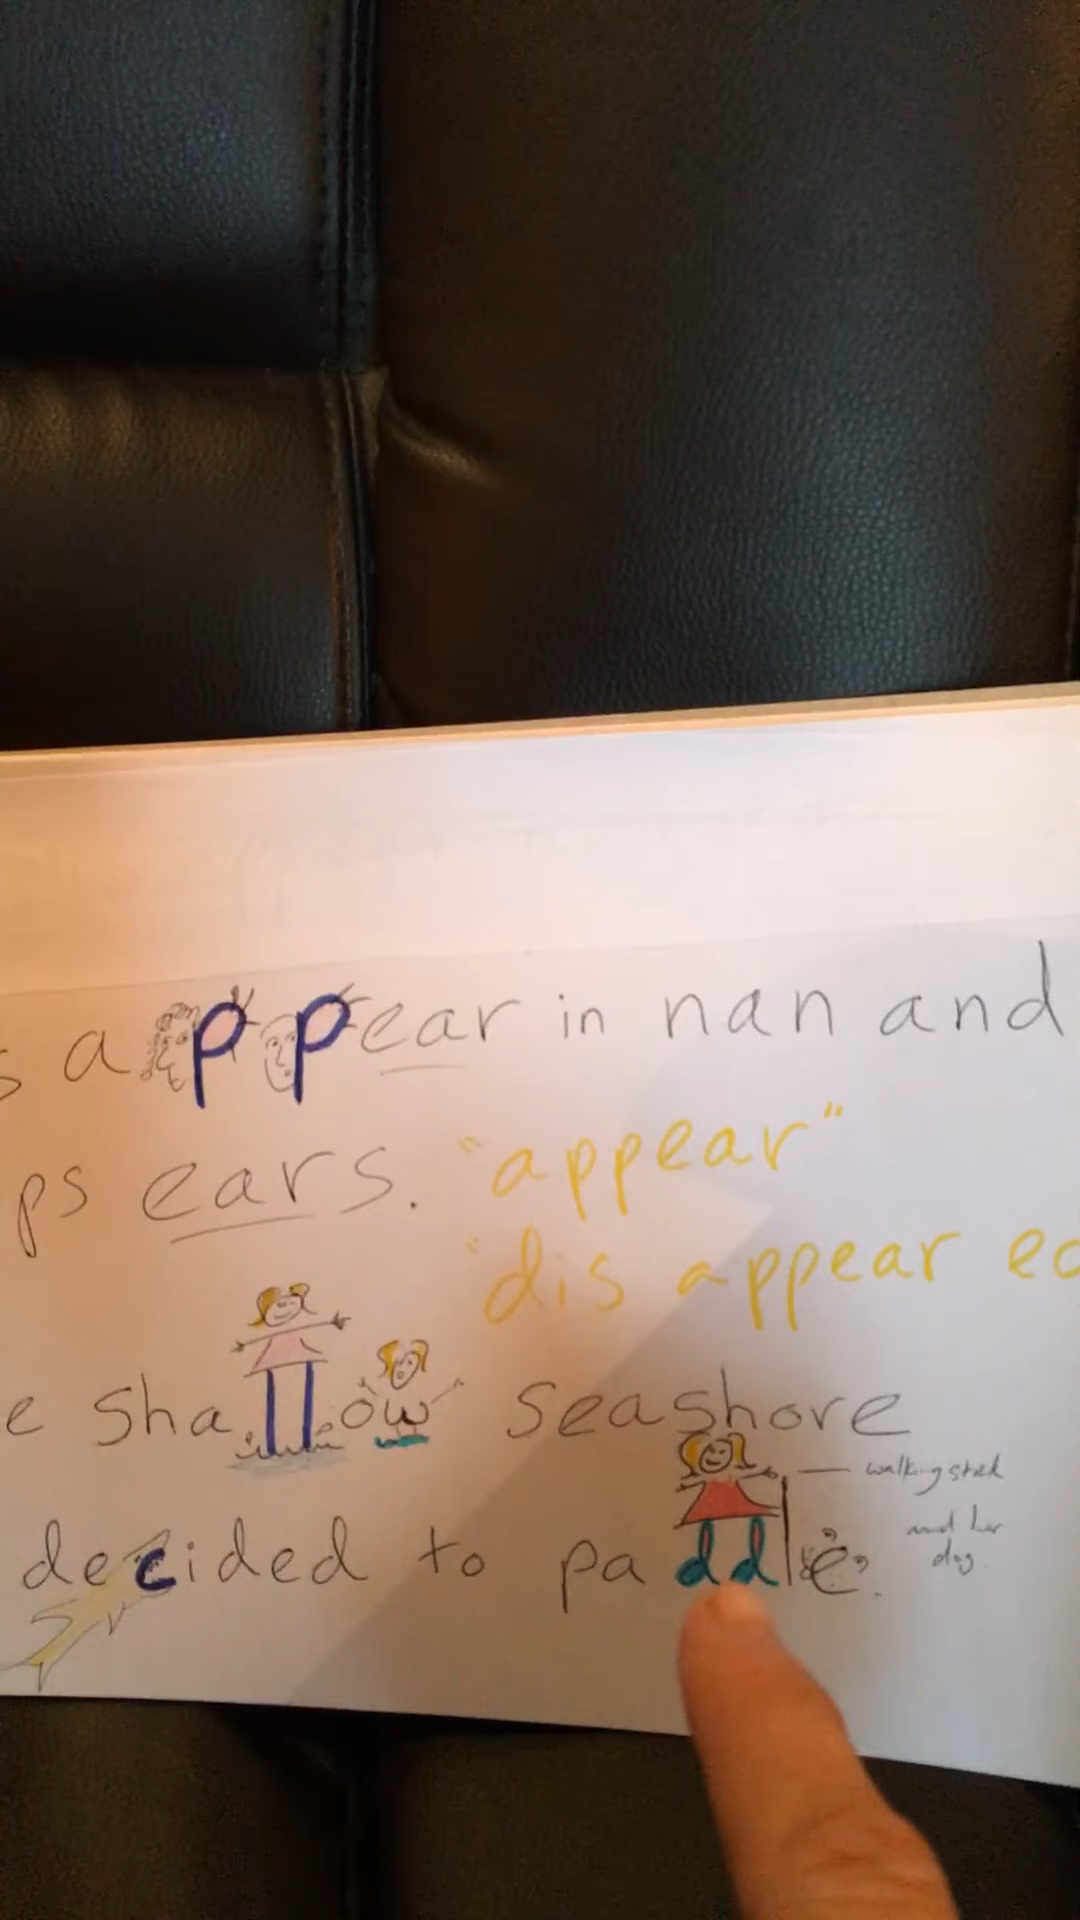 s appear in nan and
ps ears. "appear"
"dis appear ed
e shallow seashore
walking stick
and her
dog.
decided to paddle.